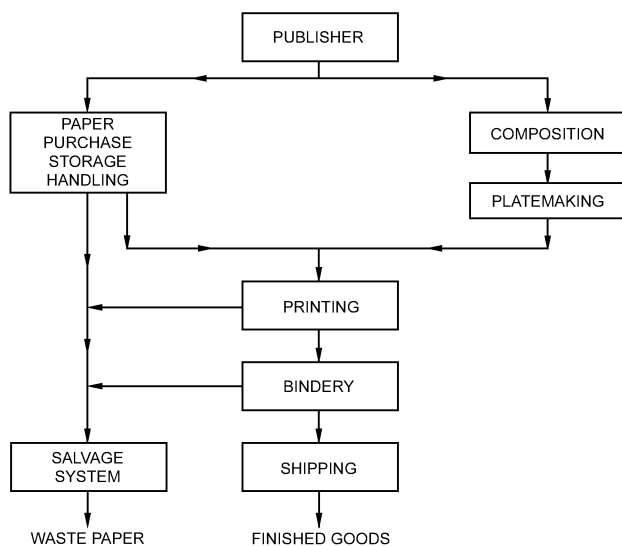 PUBLISHER
PAPER
PURCHASE
STORAGE
HANDLING
COMPOSITION
PLATEMAKING
PRINTING
BINDERY
SALVAGE
SYSTEM
SHIPPING
WASTE PAPER
FINISHED GOODS